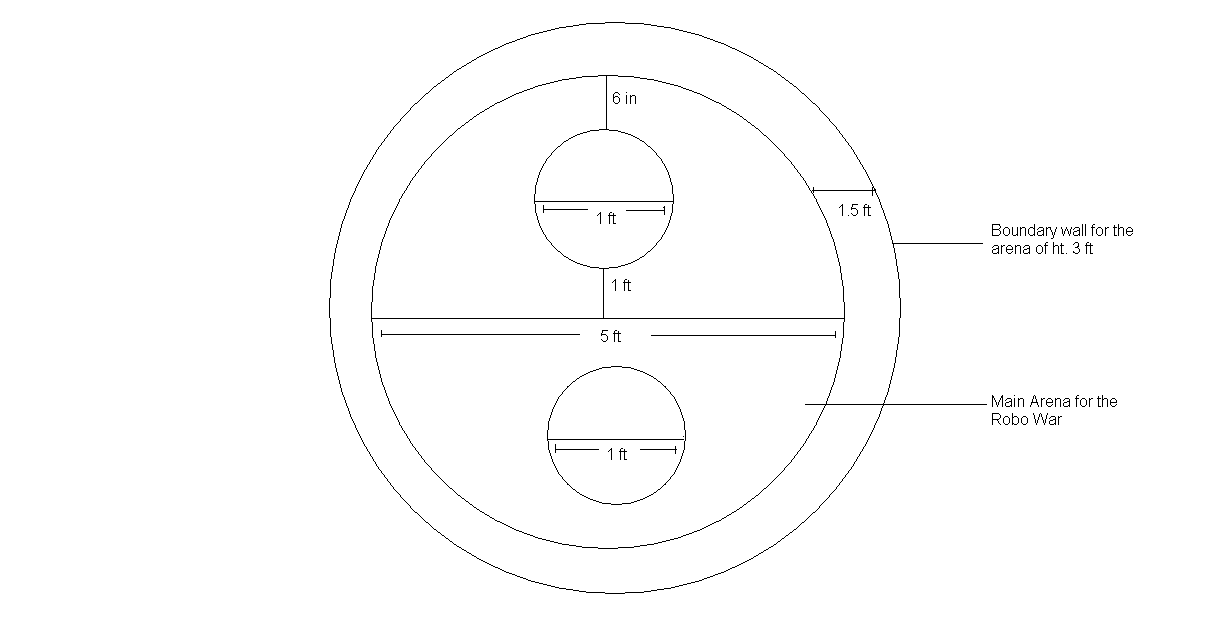 6 in
1 ft
1.5 ft
Boundary wall for the
arena of ht. 3 ft
1 ft
5 ft
Main Arena for the
Robo War
1 ft